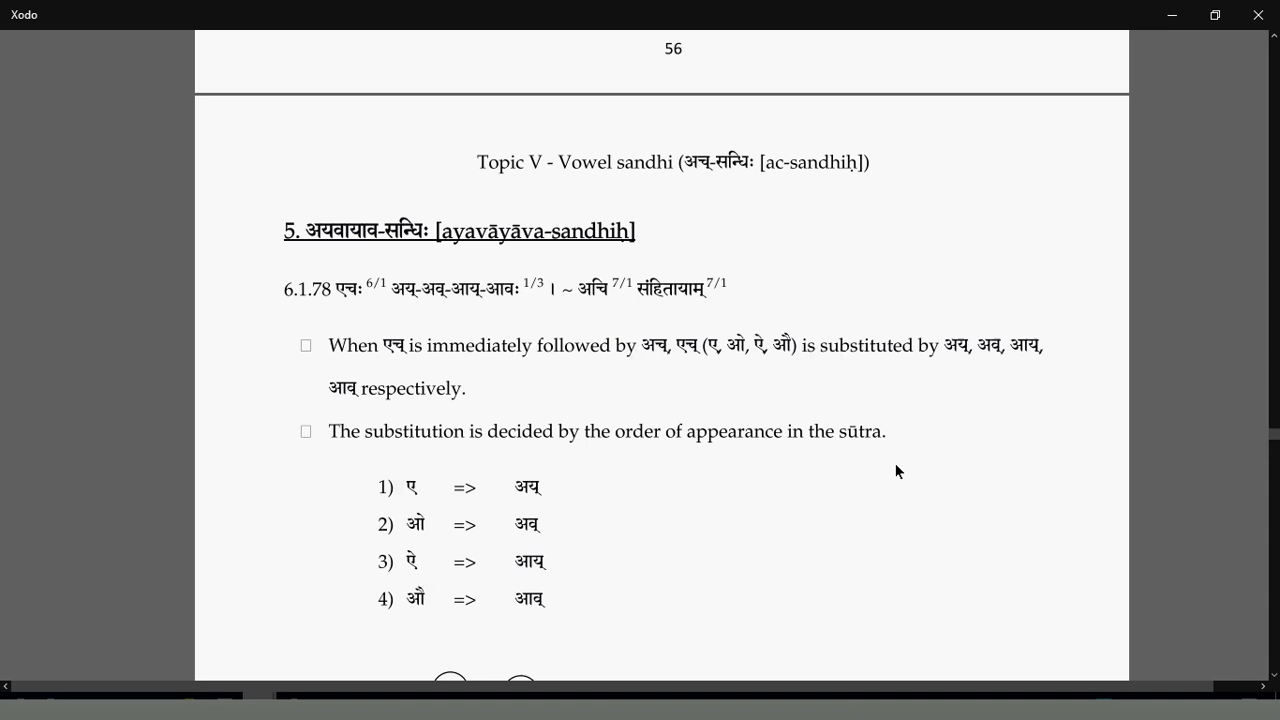 Xodo
56
Topic V - Vowel sandhi (अच्-सन्धिः [ac-sandhiḥ])
5. अयवायाव-सन्धिः [ayavāyāva-sandhiḥ]
6.1.78 एचः 6/1 अय्-अव्-आय्-आवः 1/3 । ~ अचि 7/1 संहितायाम् 7/1
When एच् is immediately followed by अच्, एच् (ए, ओ, ऐ, औ) is substituted by अय्, अव्, आय्,
आव् respectively.
The substitution is decided by the order of appearance in the sūtra.
1) ए => अय्
2) ओ => अव्
3) ऐ => आय्
4) औ => आव्